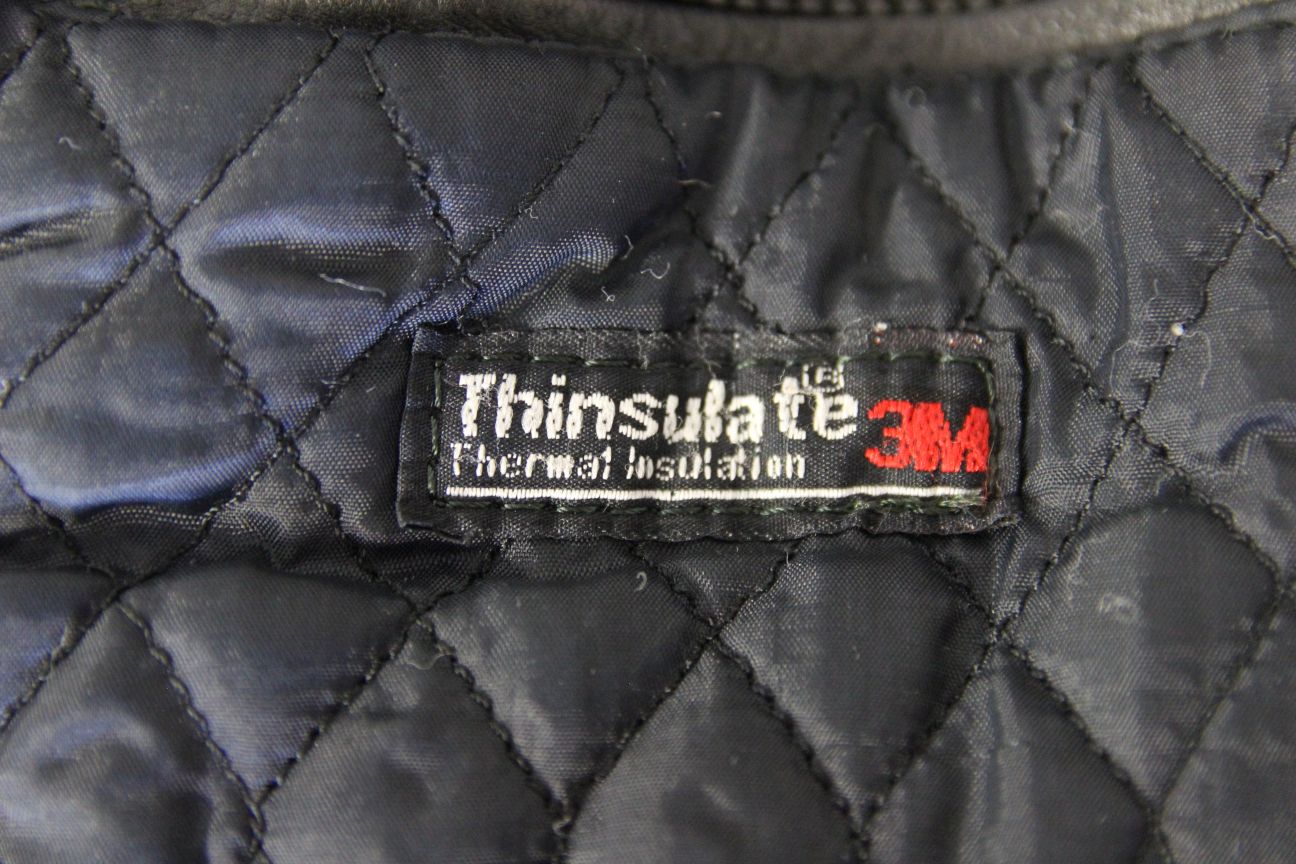 Thinsulate
3M
Thermal Insulation